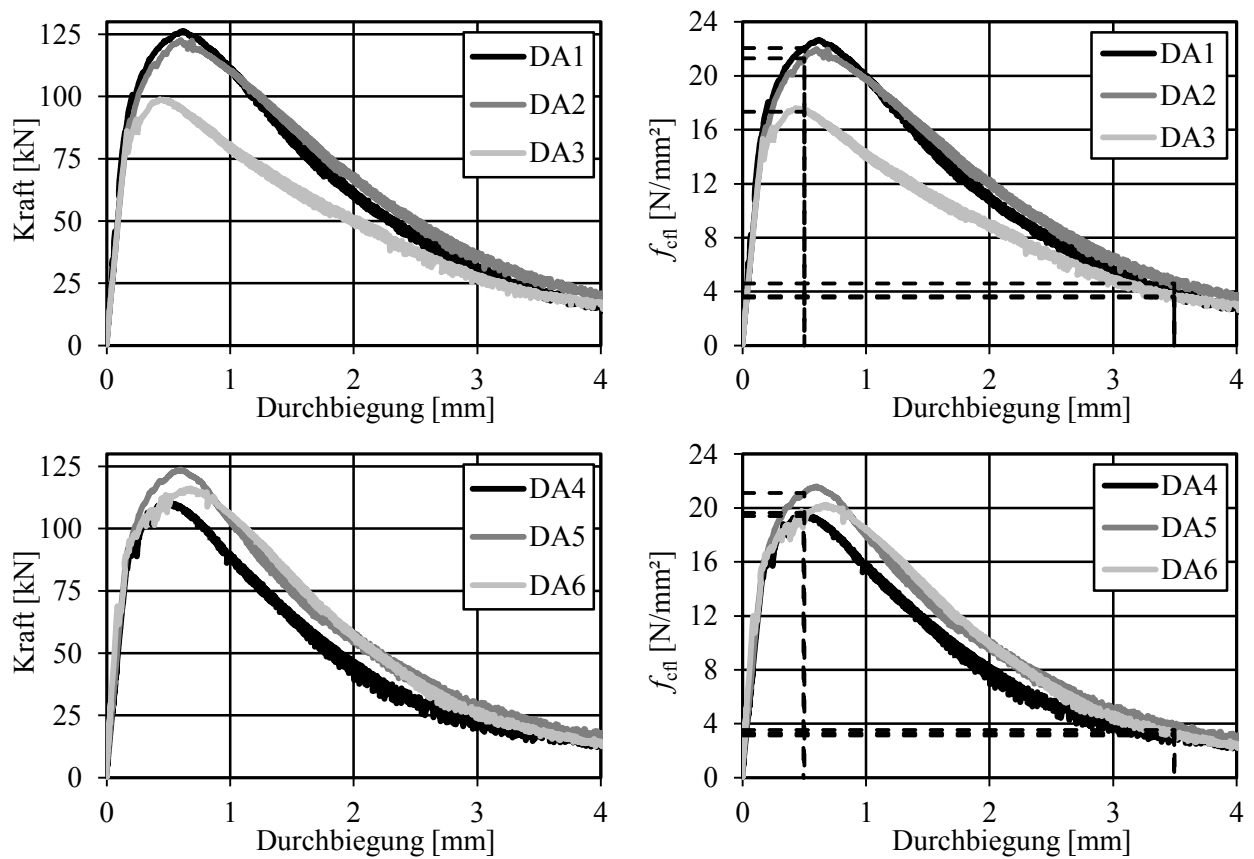 125
100
75
50
25
0
Kraft [kN]
0 1 2 3 4
Durchbiegung [mm]
DA1
DA2
DA3
24
20
16
12
8
4
0
fcfl [N/mm²]
0 1 2 3 4
Durchbiegung [mm]
DA1
DA2
DA3
125
100
75
50
25
0
Kraft [kN]
0 1 2 3 4
Durchbiegung [mm]
DA4
DA5
DA6
24
20
16
12
8
4
0
fcfl [N/mm²]
0 1 2 3 4
Durchbiegung [mm]
DA4
DA5
DA6